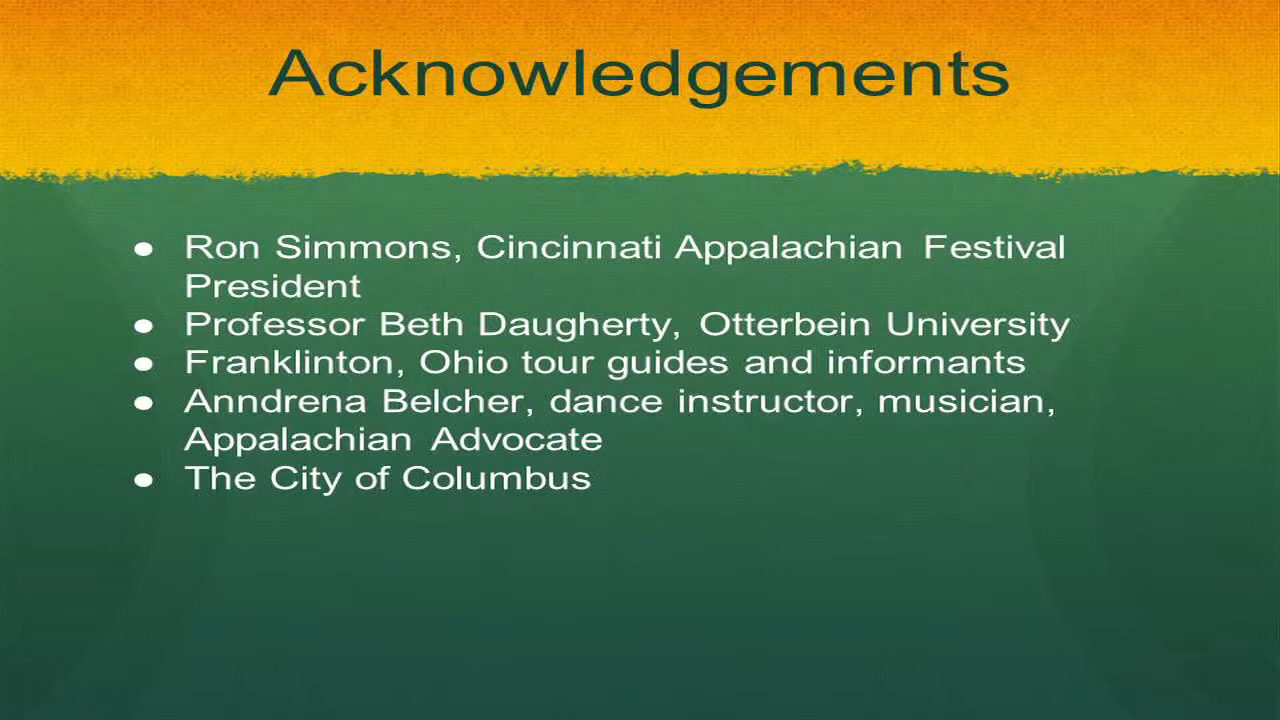 Acknowledgements
● Ron Simmons, Cincinnati Appalachian Festival
President
● Professor Beth Daugherty, Otterbein University
● Franklinton, Ohio tour guides and informants
● Anndrena Belcher, dance instructor, musician,
Appalachian Advocate
● The City of Columbus